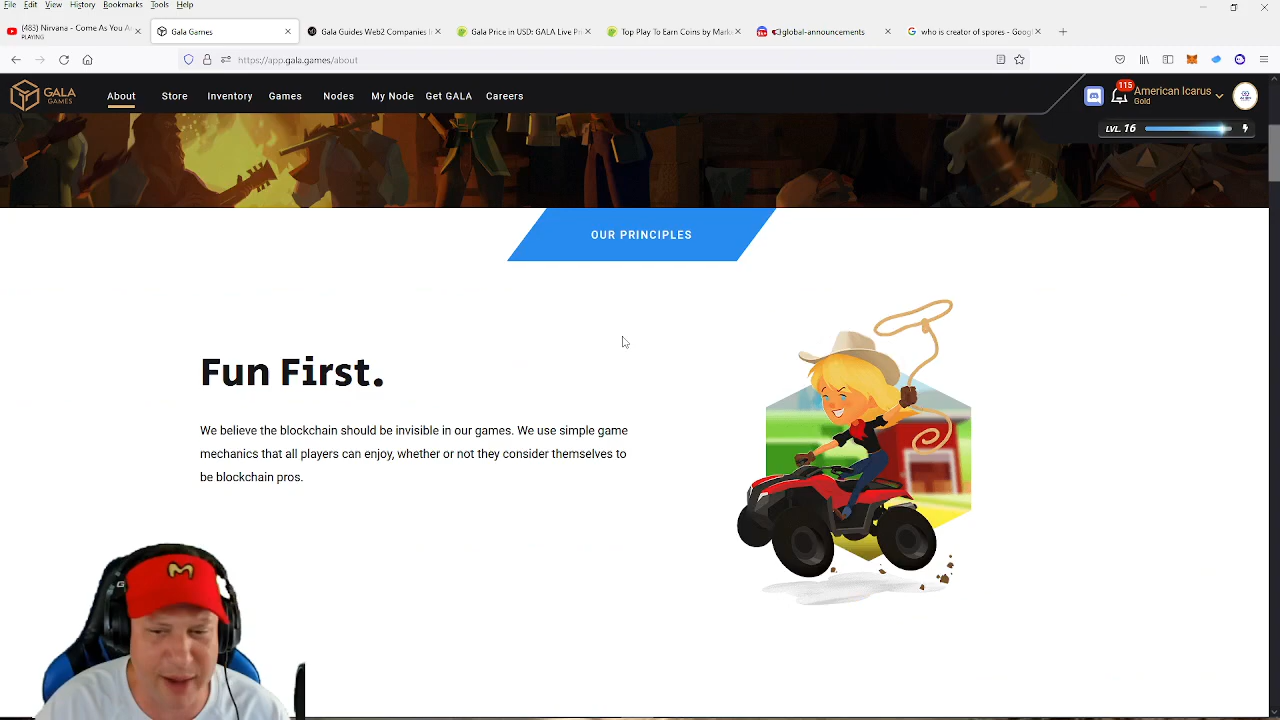 File Edit View History Bookmarks Tools Help
(483) Nirvana - Come As You A
PLAYING
Gala Games
Gala Guides Web2 Companies I
Gala Price in USD: GALA Live Pr
Top Play To Earn Coins by Mark
global-announcements
who is creator of spores - Goog
https://app.gala.games/about
GALA
GAMES
About Store Inventory Games Nodes My Node Get GALA Careers
115
American Icarus
Gold
LVL. 16
OUR PRINCIPLES
Fun First.
We believe the blockchain should be invisible in our games. We use simple game
mechanics that all players can enjoy, whether or not they consider themselves to
be blockchain pros.